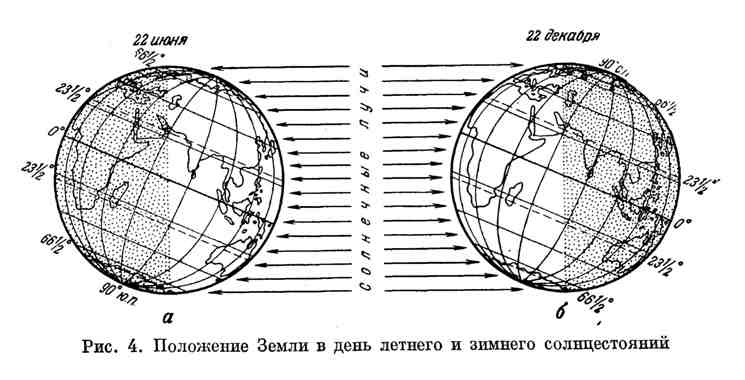 22 июня
22 декабря
66½°
23½°
0°
23½°
66½°
90° ю.п.
а
Солнечные лучи
90° с.п.
66½
23½°
0°
23½°
66½°
б
Рис. 4. Положение Земли в день летнего и зимнего солнцестояний